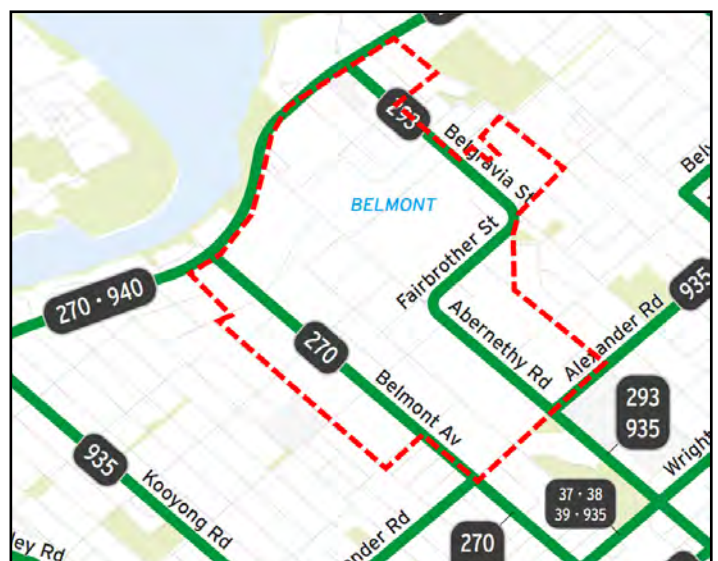 293
Belgravia St
BELMONT
Fairbrother St
270 • 940
Abernethy Rd
Alexander Rd
935
270
Belmont Av
293
935
935
Kooyong Rd
37 • 38
39 • 935
270